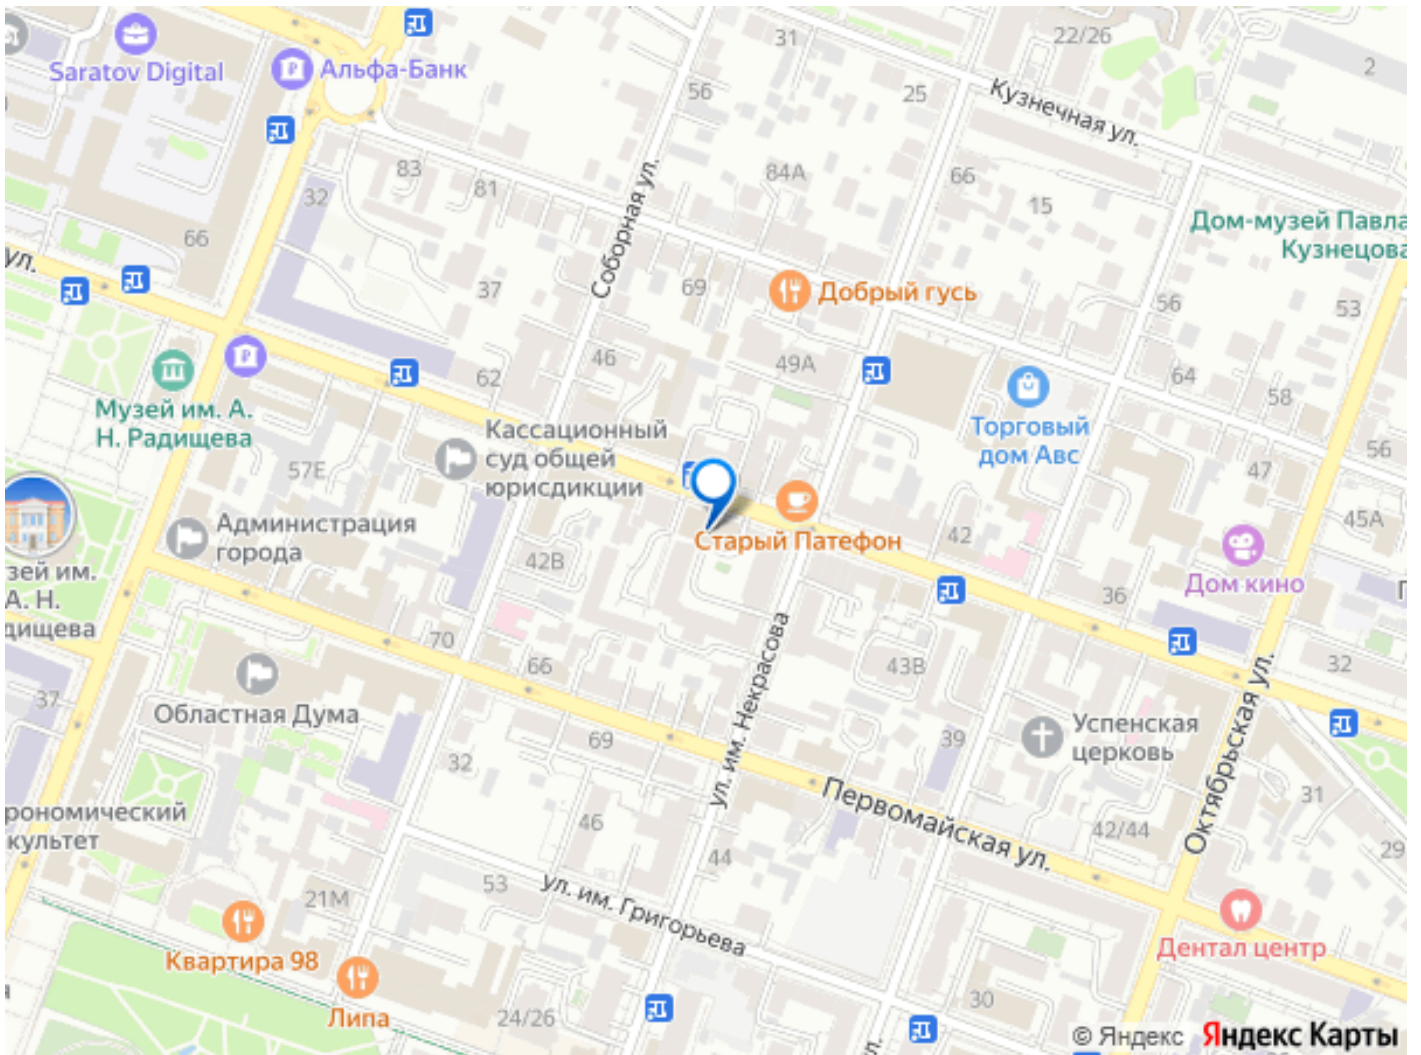 31
22/26
2
Saratov Digital
Альфа-Банк
56
25
Кузнечная ул.
83
81
84А
66
15
32
66
Соборная ул.
Дом-музей Павла
Кузнецова
ул.
37
69
Добрый гусь
56
53
46
49А
62
64
58
Музей им. А.
Н. Радищева
Кассационный
суд общей
юрисдикции
Торговый
дом Авс
56
57Е
47
45А
Администрация
города
Старый Патефон
42
42В
Дом кино
зей им.
А. Н.
дищева
36
70
66
43В
32
ул. им. Некрасова
Октябрьская ул.
37
Областная Дума
69
39
Успенская
церковь
32
Первомайская ул.
31
рономический
культет
46
42/44
44
29
53
ул. им. Григорьева
21М
Квартира 98
Дентал центр
Липа
24/26
30
© Яндекс Яндекс Карты